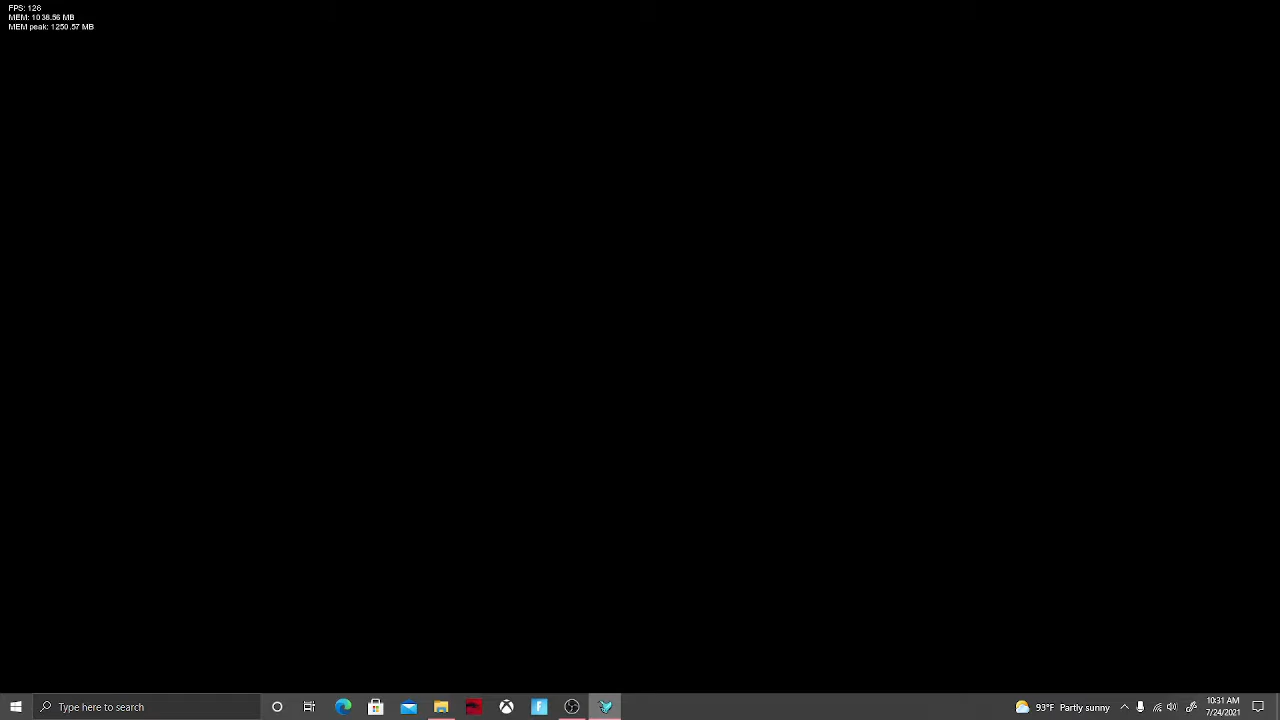 FPS: 126
MEM: 1038.56 MB
MEM peak: 1250.57 MB
Type here to search
93°F Partly sunny
10:31 AM
7/24/2021